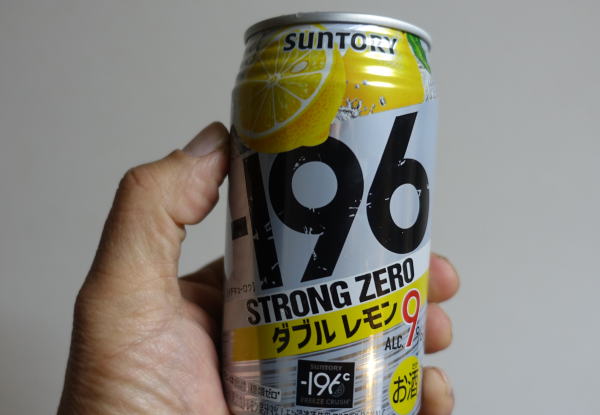 SUNTORY
-196
STRONG ZERO
ダブルレモン
ALC.9%
SUNTORY
-196℃
FREEZE CRUSH
お酒